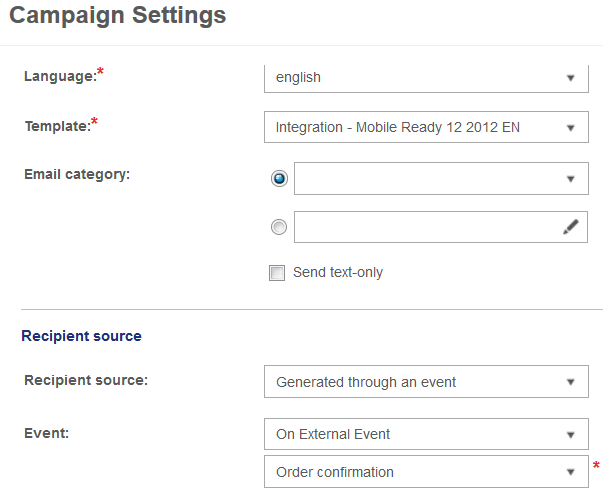 Campaign Settings
Language:* english
Template:* Integration - Mobile Ready 12 2012 EN
Email category:
Send text-only
Recipient source
Recipient source: Generated through an event
Event: On External Event
Order confirmation *